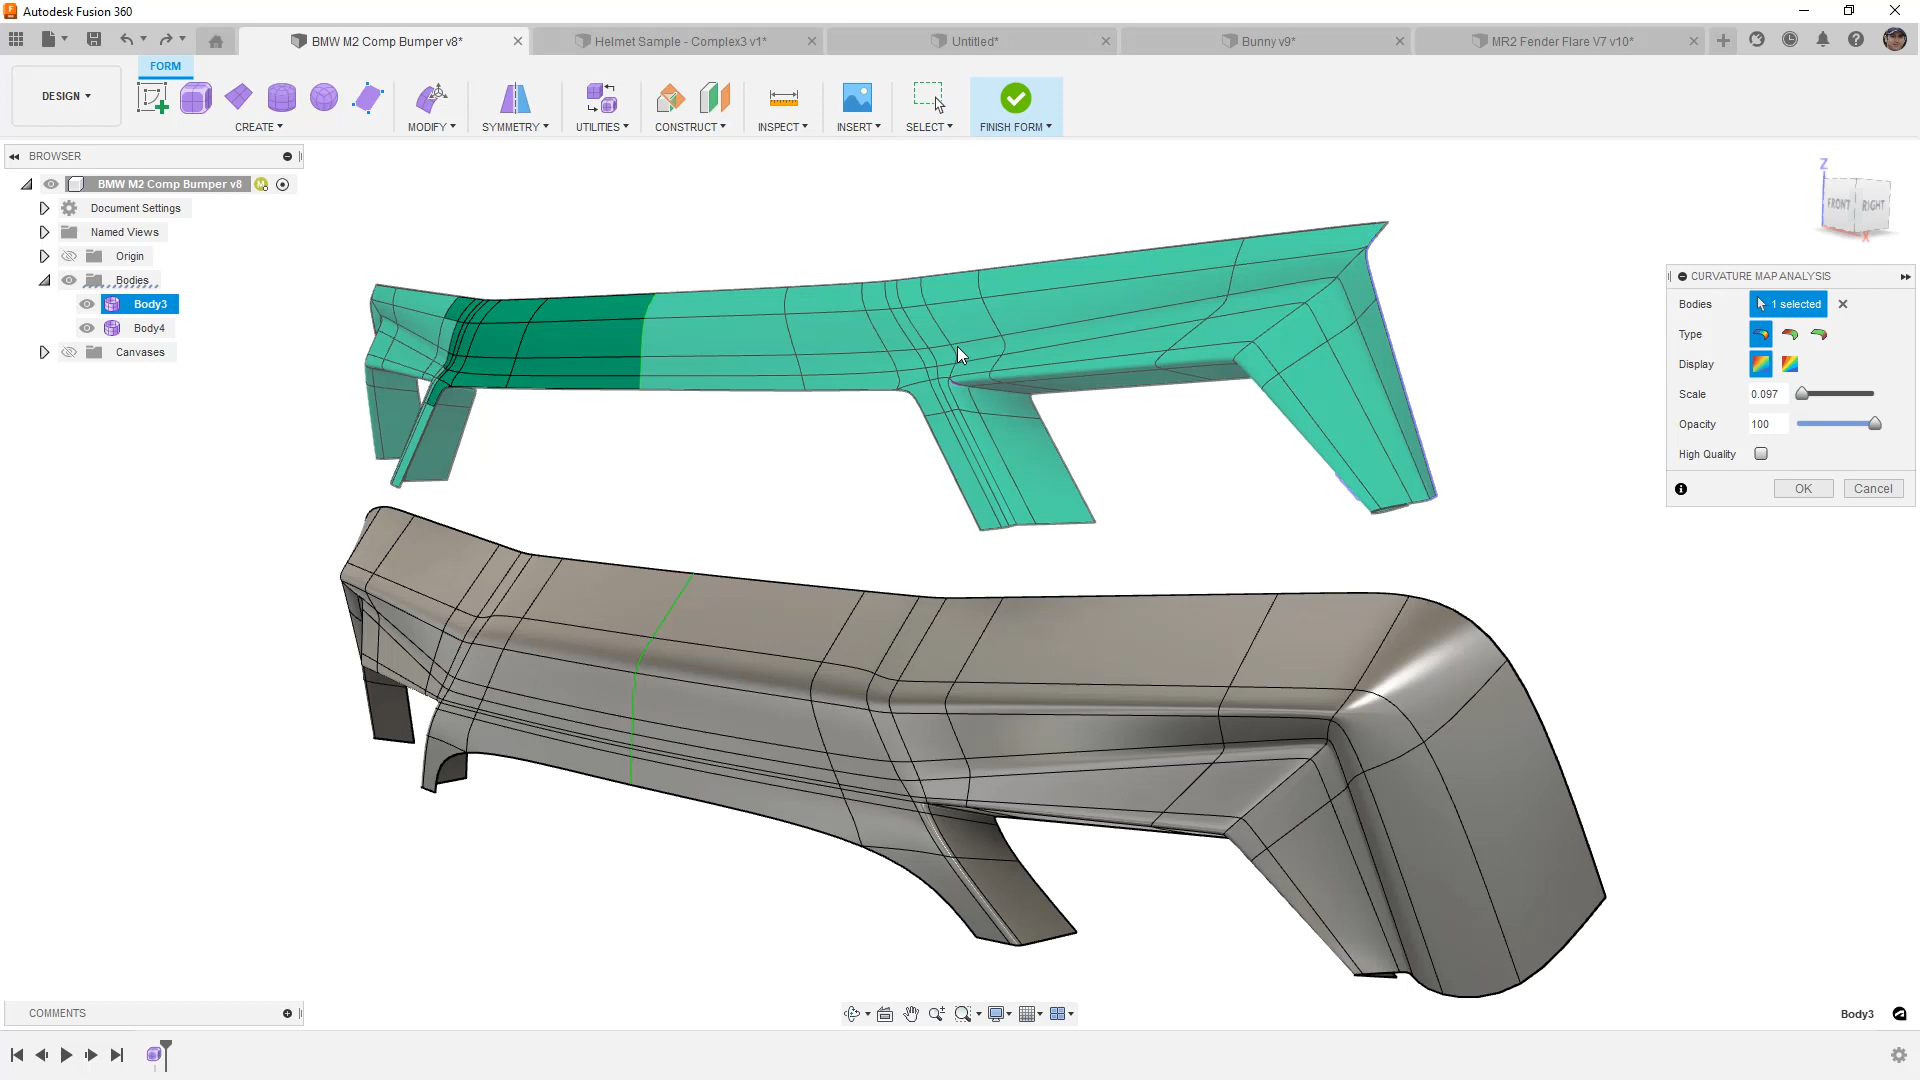 Autodesk Fusion 360
BMW M2 Comp Bumper v8*
Helmet Sample - Complex3 v1*
Untitled*
Bunny v9*
MR2 Fender Flare V7 v10*
FORM
DESIGN
CREATE
MODIFY
SYMMETRY
UTILITIES
CONSTRUCT
INSPECT
INSERT
SELECT
FINISH FORM
BROWSER
BMW M2 Comp Bumper v8
Document Settings
Named Views
Origin
Bodies
Body3
Body4
Canvases
Z
FRONT
RIGHT
X
CURVATURE MAP ANALYSIS
Bodies
1 selected
Type
Display
Scale
0.097
Opacity
100
High Quality
OK
Cancel
COMMENTS
Body3